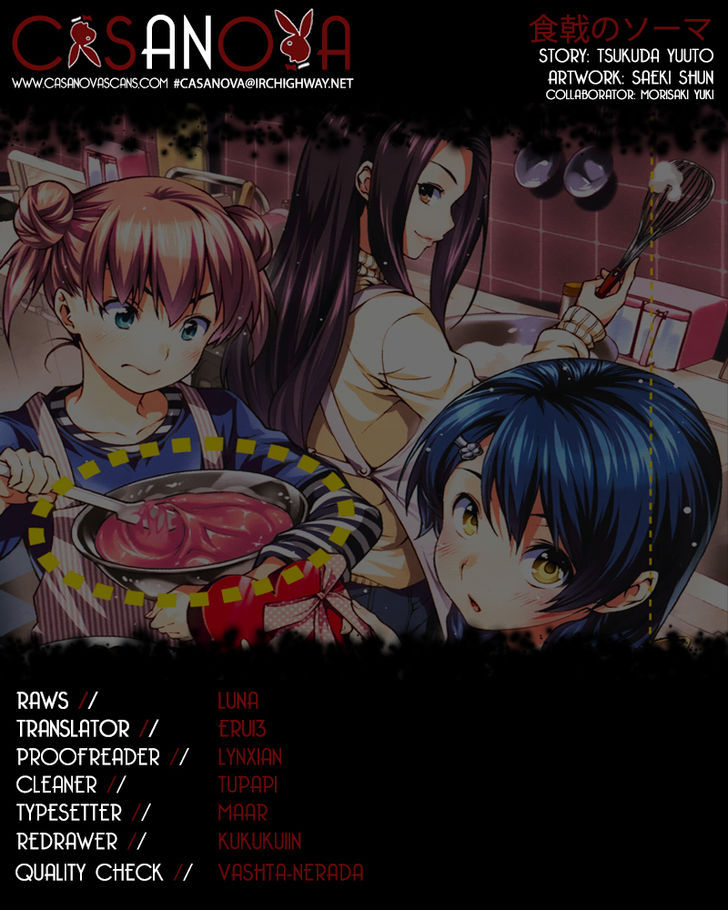 CASANOVA
WWW.CASANOVASCANS.COM #CASANOVA@IRCHIGHWAY.NET
食戟のソーマ
STORY: TSUKUDA YUUTO
ARTWORK: SAEKI SHUN
COLLABORATOR: MORISAKI YUKI
RAWS // LUNA
TRANSLATOR // ERUI3
PROOFREADER // LYNXIAN
CLEANER // TUPAPI
TYPESETTER // MAAR
REDRAWER // KUKUKUIIN
QUALITY CHECK // VASHTA-NERADA